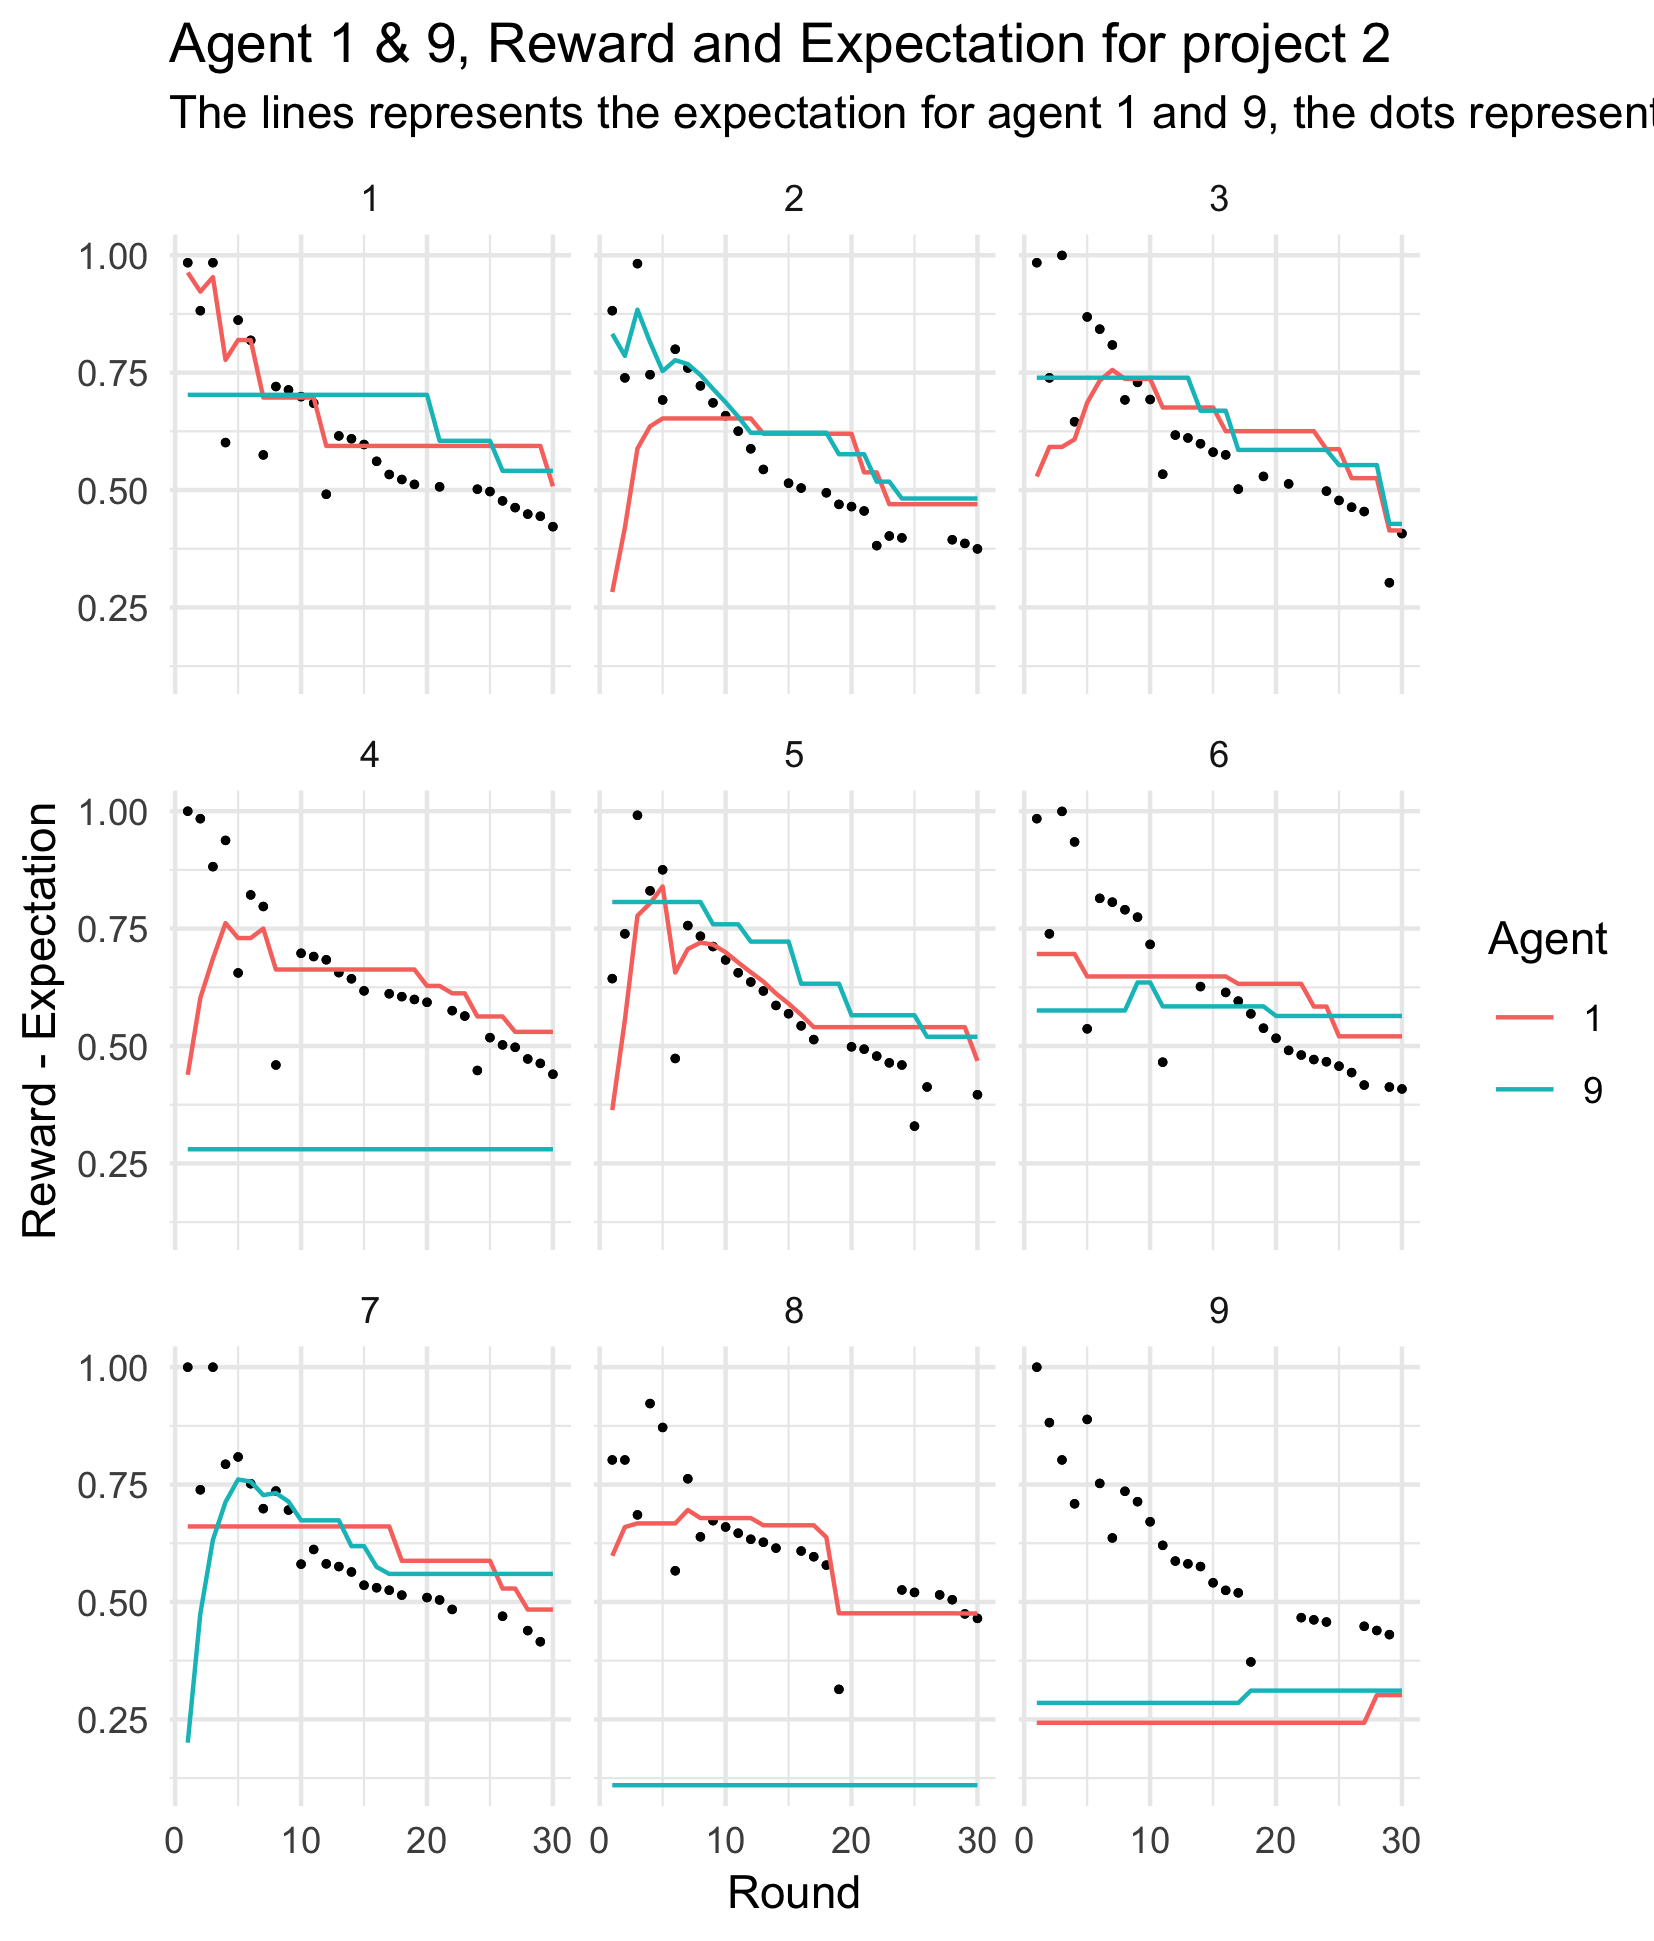 Agent 1 & 9, Reward and Expectation for project 2
The lines represents the expectation for agent 1 and 9, the dots represent
1 2 3
1.00
0.75
0.50
0.25
4 5 6
1.00
0.75
0.50
0.25
7 8 9
1.00
0.75
0.50
0.25
0 10 20 30 0 10 20 30 0 10 20 30
Round
Reward - Expectation
Agent
1
9